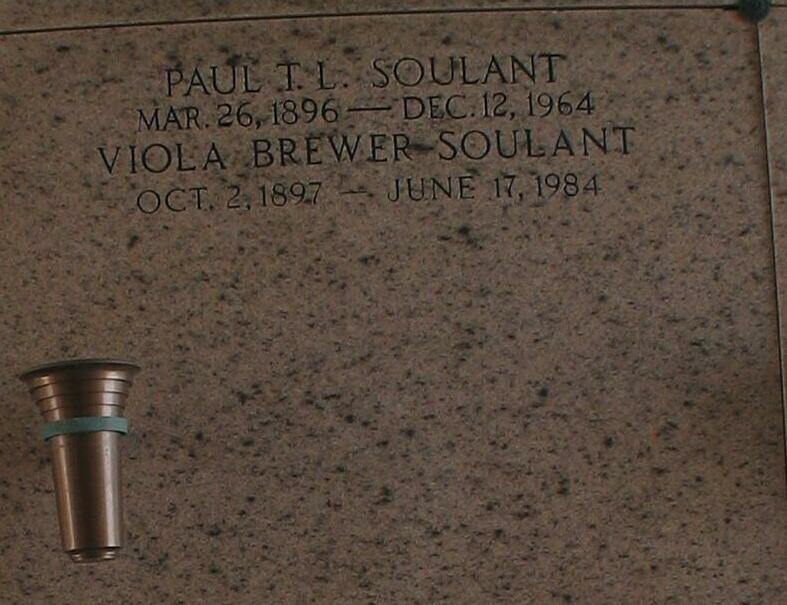 PAUL T. L. SOULANT
MAR. 26, 1896 — DEC. 12, 1964
VIOLA BREWER SOULANT
OCT. 2, 1897 — JUNE 17, 1984